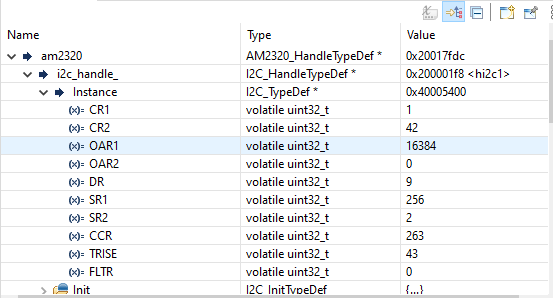 Name Type Value
am2320 AM2320_HandleTypeDef * 0x20017fdc
i2c_handle_ I2C_HandleTypeDef * 0x200001f8 <hi2c1>
Instance I2C_TypeDef * 0x40005400
(x)= CR1 volatile uint32_t 1
(x)= CR2 volatile uint32_t 42
(x)= OAR1 volatile uint32_t 16384
(x)= OAR2 volatile uint32_t 0
(x)= DR volatile uint32_t 9
(x)= SR1 volatile uint32_t 256
(x)= SR2 volatile uint32_t 2
(x)= CCR volatile uint32_t 263
(x)= TRISE volatile uint32_t 43
(x)= FLTR volatile uint32_t 0
Init I2C_InitTypeDef {...}